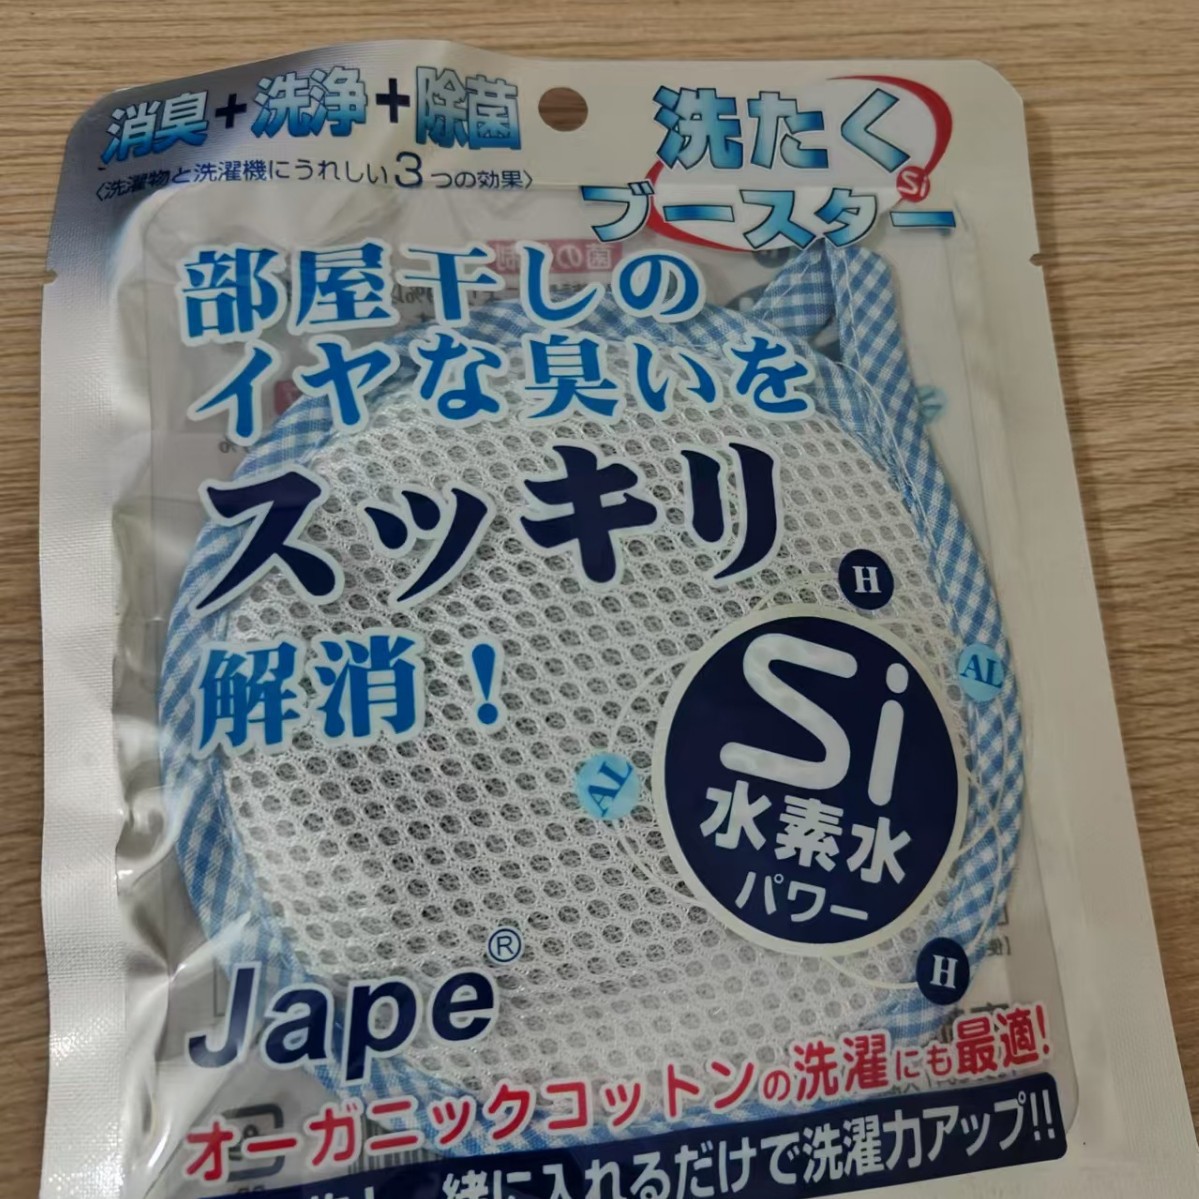 消臭+洗浄+除菌
〈洗濯物と洗濯機にうれしい3つの効果〉
洗たく
ブースター
Si
部屋干しの
イヤな臭いを
スッキリ
解消!
H
AL
Si
AL
水素水
パワー
H
Jape®
オーガニックコットンの洗濯にも最適!
緒に入れるだけで洗濯力アップ!!